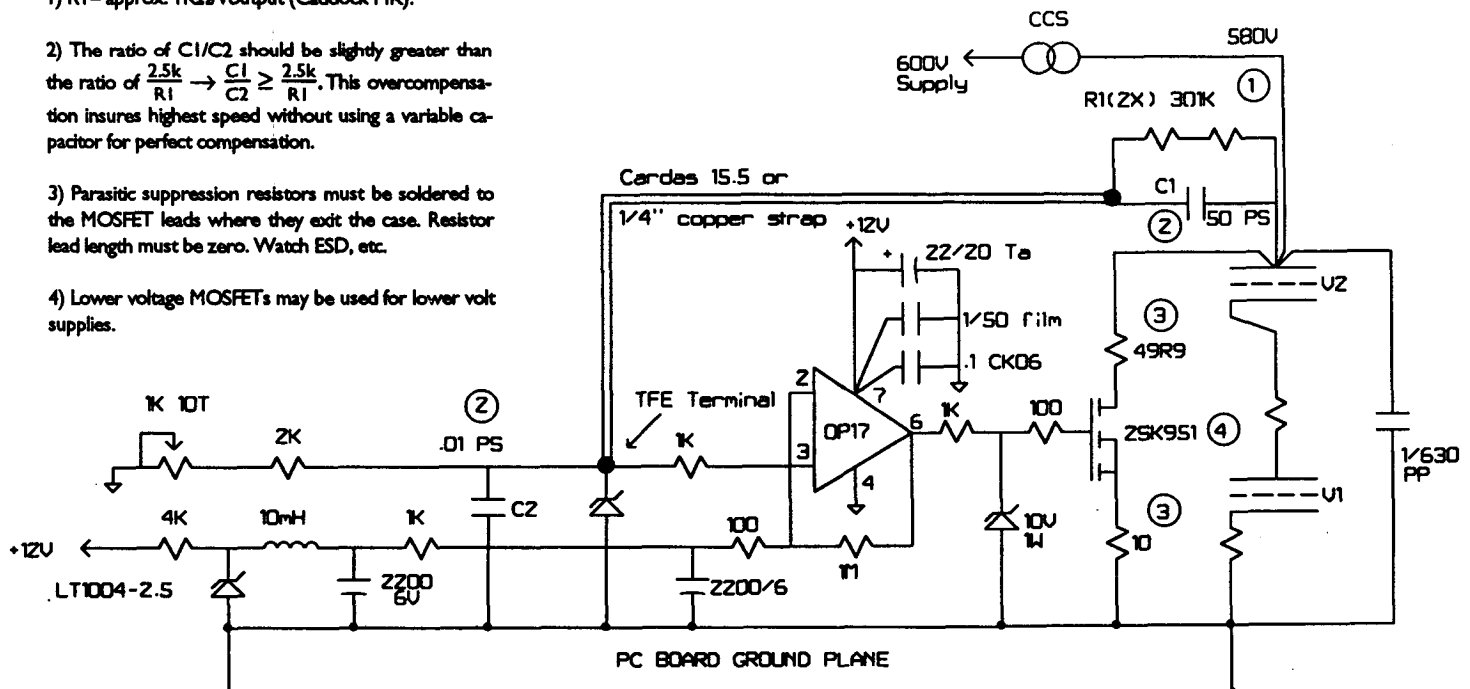 2) The ratio of C1/C2 should be slightly greater than
the ratio of 2.5k/R1 → C1/C2 ≥ 2.5k/R1. This overcompensa-
tion insures highest speed without using a variable ca-
pacitor for perfect compensation.
3) Parasitic suppression resistors must be soldered to
the MOSFET leads where they exit the case. Resistor
lead length must be zero. Watch ESD, etc.
4) Lower voltage MOSFETs may be used for lower volt
supplies.
CCS
580V
600V
Supply
1
R1(2X) 301K
C1
2
50 PS
Cardas 15.5 or
1/4" copper strap
+12V
+
22/20 Ta
1/50 film
.1 CK06
V2
3
49R9
1K 10T
2K
2
.01 PS
TFE Terminal
1K
2
3
7
OP17
6
4
1K
100
2SK951
4
1/630
PP
V1
C2
10V
1W
3
10
+12V
4K
10mH
1K
100
1M
LT1004-2.5
2200
6V
2200/6
PC BOARD GROUND PLANE